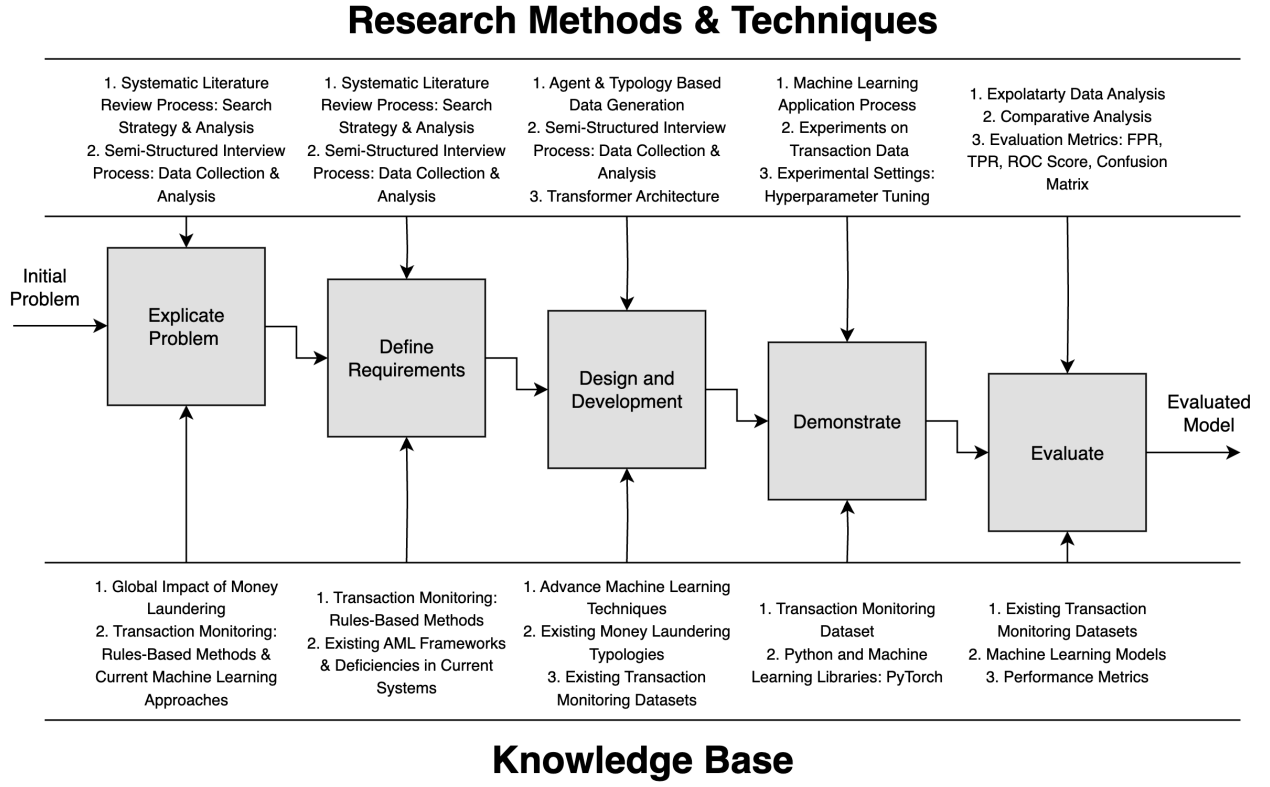 Research Methods & Techniques
1. Systematic Literature
Review Process: Search
Strategy & Analysis
2. Semi-Structured Interview
Process: Data Collection &
Analysis
1. Systematic Literature
Review Process: Search
Strategy & Analysis
2. Semi-Structured Interview
Process: Data Collection &
Analysis
1. Agent & Typology Based
Data Generation
2. Semi-Structured Interview
Process: Data Collection &
Analysis
3. Transformer Architecture
1. Machine Learning
Application Process
2. Experiments on
Transaction Data
3. Experimental Settings:
Hyperparameter Tuning
1. Expolatarty Data Analysis
2. Comparative Analysis
3. Evaluation Metrics: FPR,
TPR, ROC Score, Confusion
Matrix
Initial
Problem
Explicate
Problem
Define
Requirements
Design and
Development
Demonstrate
Evaluate
Evaluated
Model
1. Global Impact of Money
Laundering
2. Transaction Monitoring:
Rules-Based Methods &
Current Machine Learning
Approaches
1. Transaction Monitoring:
Rules-Based Methods
2. Existing AML Frameworks
& Deficiencies in Current
Systems
1. Advance Machine Learning
Techniques
2. Existing Money Laundering
Typologies
3. Existing Transaction
Monitoring Datasets
1. Transaction Monitoring
Dataset
2. Python and Machine
Learning Libraries: PyTorch
1. Existing Transaction
Monitoring Datasets
2. Machine Learning Models
3. Performance Metrics
Knowledge Base